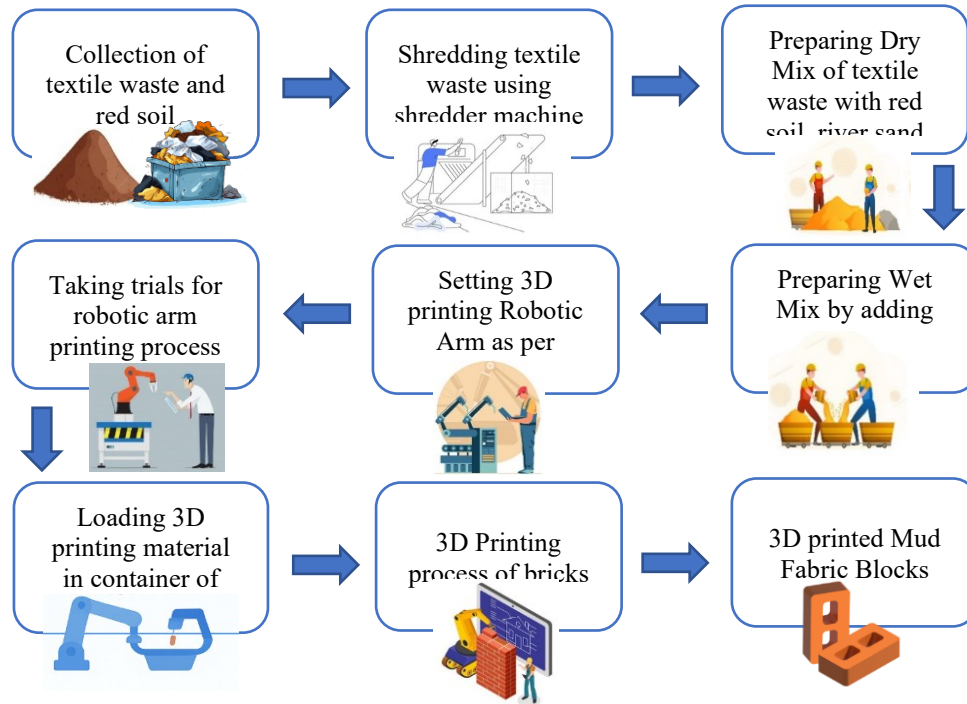 Collection of
textile waste and
red soil
Shredding textile
waste using
shredder machine
Preparing Dry
Mix of textile
waste with red
soil, river sand
Preparing Wet
Mix by adding
Setting 3D
printing Robotic
Arm as per
Taking trials for
robotic arm
printing process
Loading 3D
printing material
in container of
3D Printing
process of bricks
3D printed Mud
Fabric Blocks